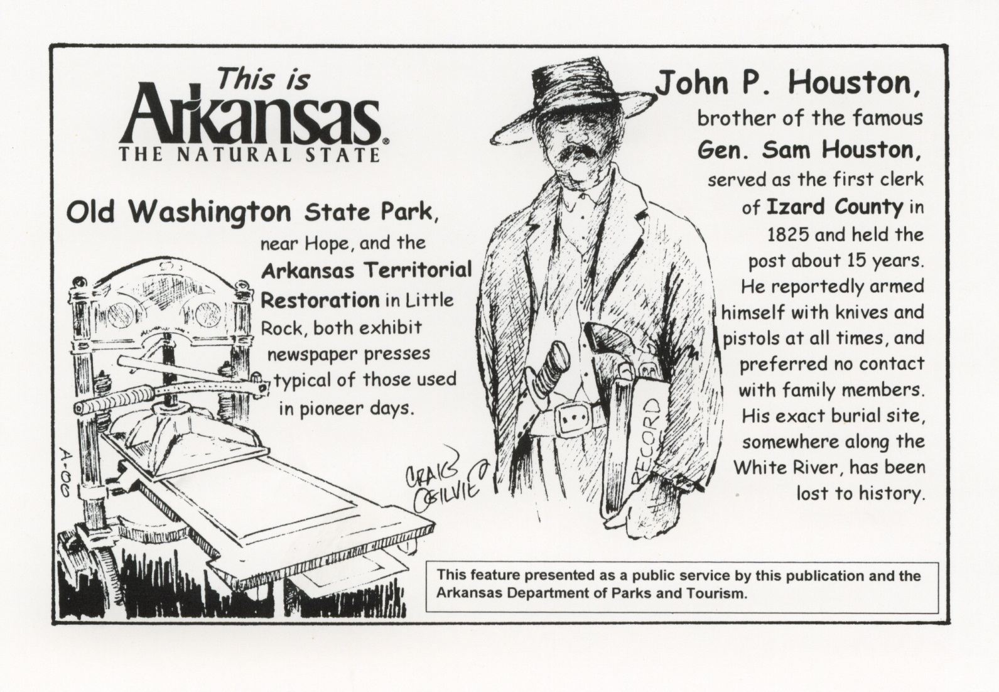 This is
Arkansas®
THE NATURAL STATE
Old Washington State Park,
near Hope, and the
Arkansas Territorial
Restoration in Little
Rock, both exhibit
newspaper presses
typical of those used
in pioneer days.
A-00
CRAIG
OGILVIE
John P. Houston,
brother of the famous
Gen. Sam Houston,
served as the first clerk
of Izard County in
1825 and held the
post about 15 years.
He reportedly armed
himself with knives and
pistols at all times, and
preferred no contact
with family members.
His exact burial site,
somewhere along the
White River, has been
lost to history.
RECORD
This feature presented as a public service by this publication and the
Arkansas Department of Parks and Tourism.